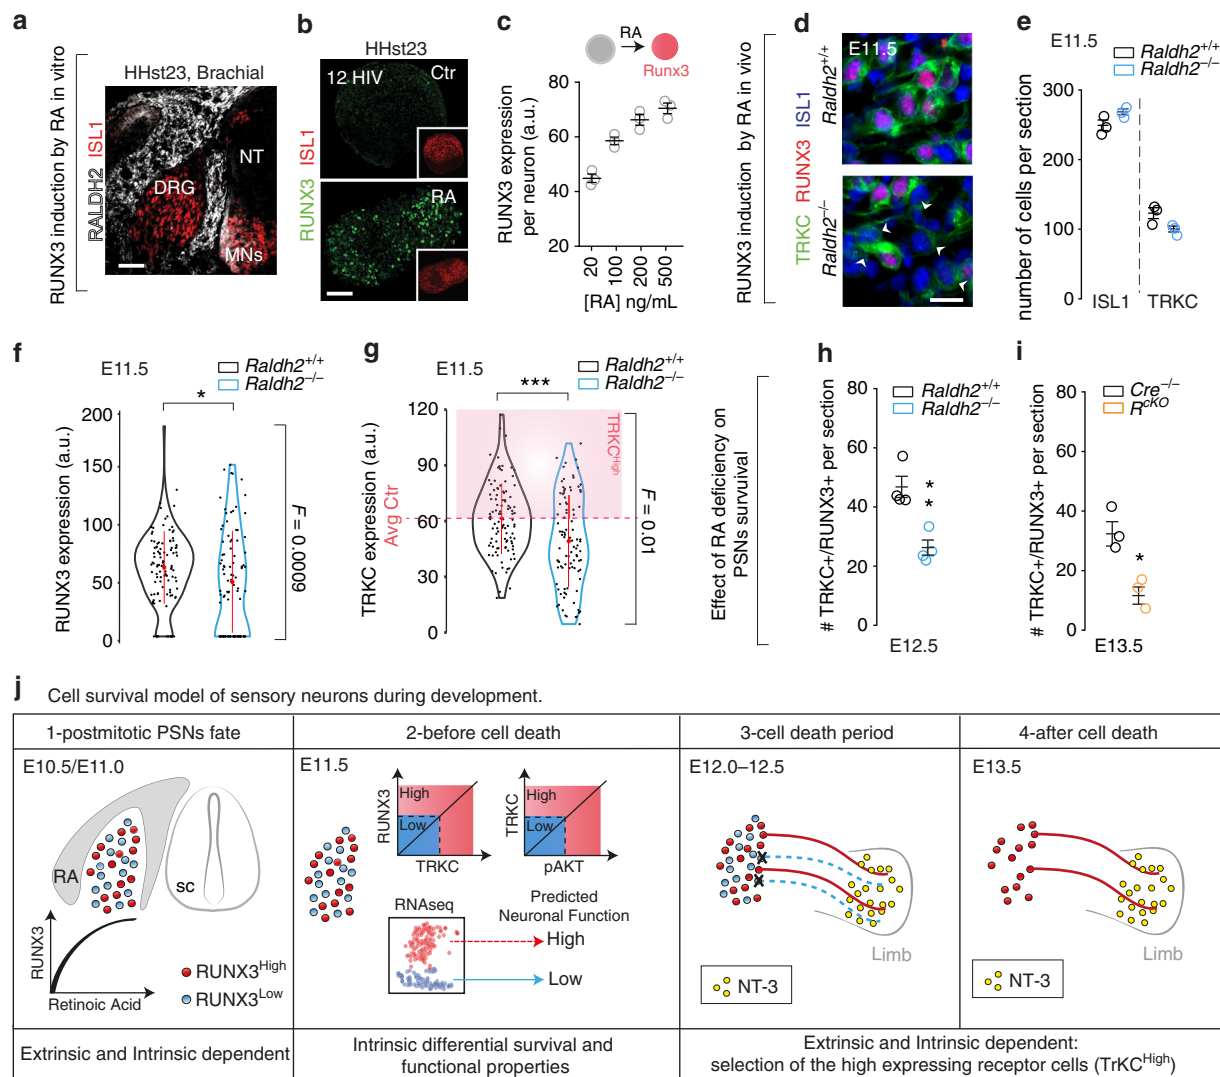 a
RUNX3 induction by RA in vitro
HHst23, Brachial
RALDH2 ISL1
NT
DRG
MNs
b
HHst23
RUNX3 ISL1
12 HIV
Ctr
RA
c
RA
Runx3
RUNX3 expression
per neuron (a.u.)
80
60
40
20
20
100
200
500
[RA] ng/mL
RUNX3 induction by RA in vivo
d
TRKC RUNX3 ISL1
Raldh2+/+
Raldh2−/−
E11.5
e
E11.5
Raldh2+/+
Raldh2−/−
number of cells per section
300
200
100
0
ISL1
TRKC
f
E11.5
Raldh2+/+
Raldh2−/−
*
RUNX3 expression (a.u.)
200
150
100
50
0
F = 0.0009
g
E11.5
Raldh2+/+
Raldh2−/−
***
TRKC expression (a.u.)
Avg Ctr
120
90
60
30
0
TRKCHigh
F = 0.01
Effect of RA deficiency on
PSNs survuival
h
Raldh2+/+
Raldh2−/−
# TRKC+/RUNX3+ per section
80
60
40
20
0
*
*
E12.5
i
Cre−/−
RcKO
# TRKC+/RUNX3+ per section
80
60
40
20
0
*
E13.5
j
Cell survival model of sensory neurons during development.
1-postmitotic PSNs fate
2-before cell death
3-cell death period
4-after cell death
E10.5/E11.0
RA
SC
RUNX3
Retinoic Acid
RUNX3High
RUNX3Low
E11.5
RUNX3
High
Low
TRKC
TRKC
High
Low
pAKT
RNAseq
Predicted
Neuronal Function
High
Low
E12.0–12.5
Limb
NT-3
E13.5
Limb
NT-3
Extrinsic and Intrinsic dependent
Intrinsic differential survival and
functional properties
Extrinsic and Intrinsic dependent:
selection of the high expressing receptor cells (TrKCHigh)